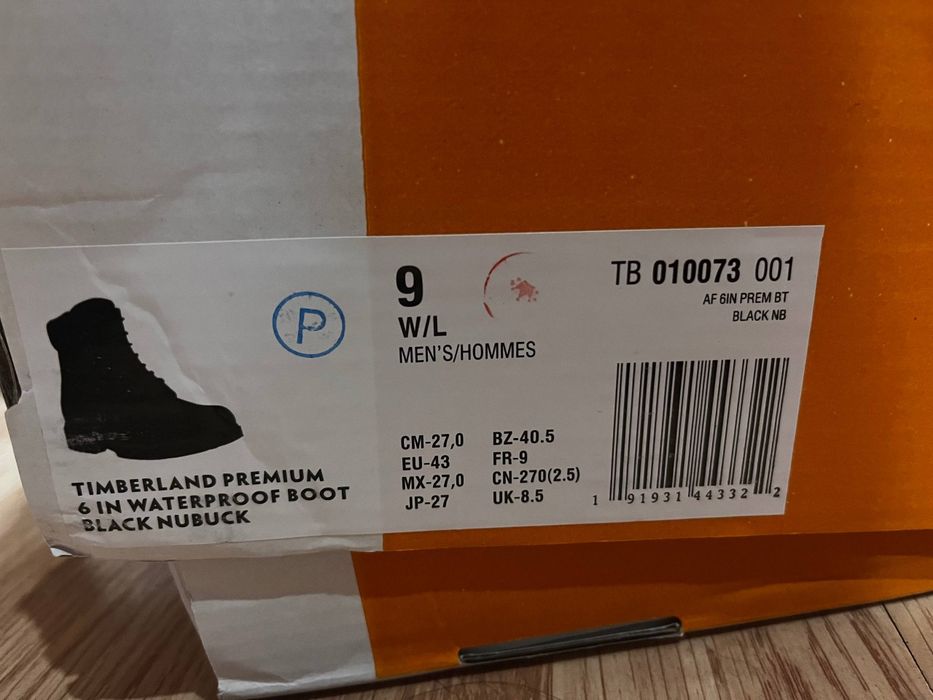 P
9
W/L
MEN'S/HOMMES
TB 010073 001
AF 6IN PREM BT
BLACK NB
TIMBERLAND PREMIUM
6 IN WATERPROOF BOOT
BLACK NUBUCK
CM-27,0 BZ-40.5
EU-43 FR-9
MX-27,0 CN-270(2.5)
JP-27 UK-8.5
1 91931 44332 2